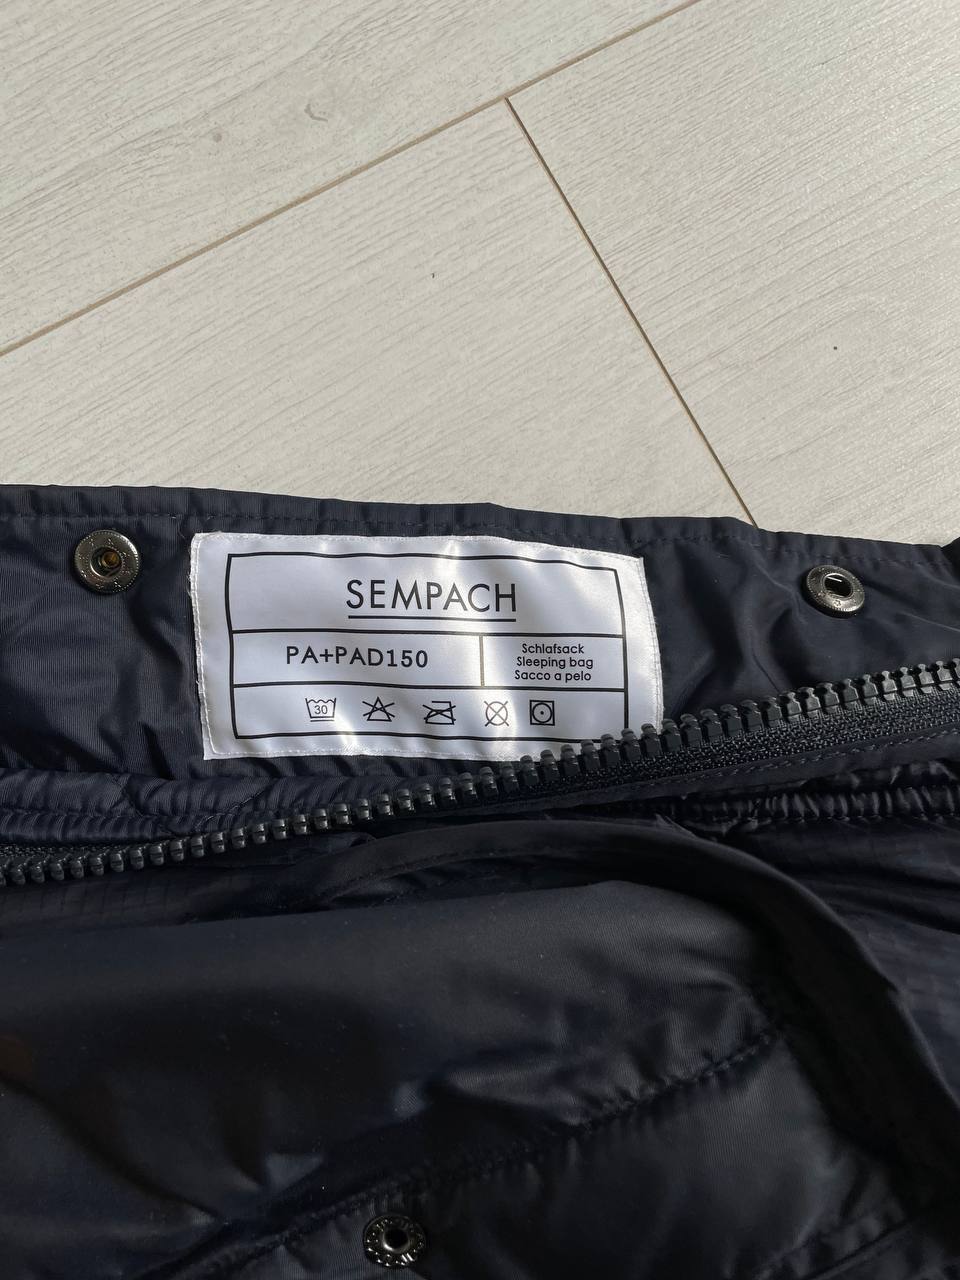 SEMPACH
PA+PAD150
Schlafsack
Sleeping bag
Sacco a pelo
30